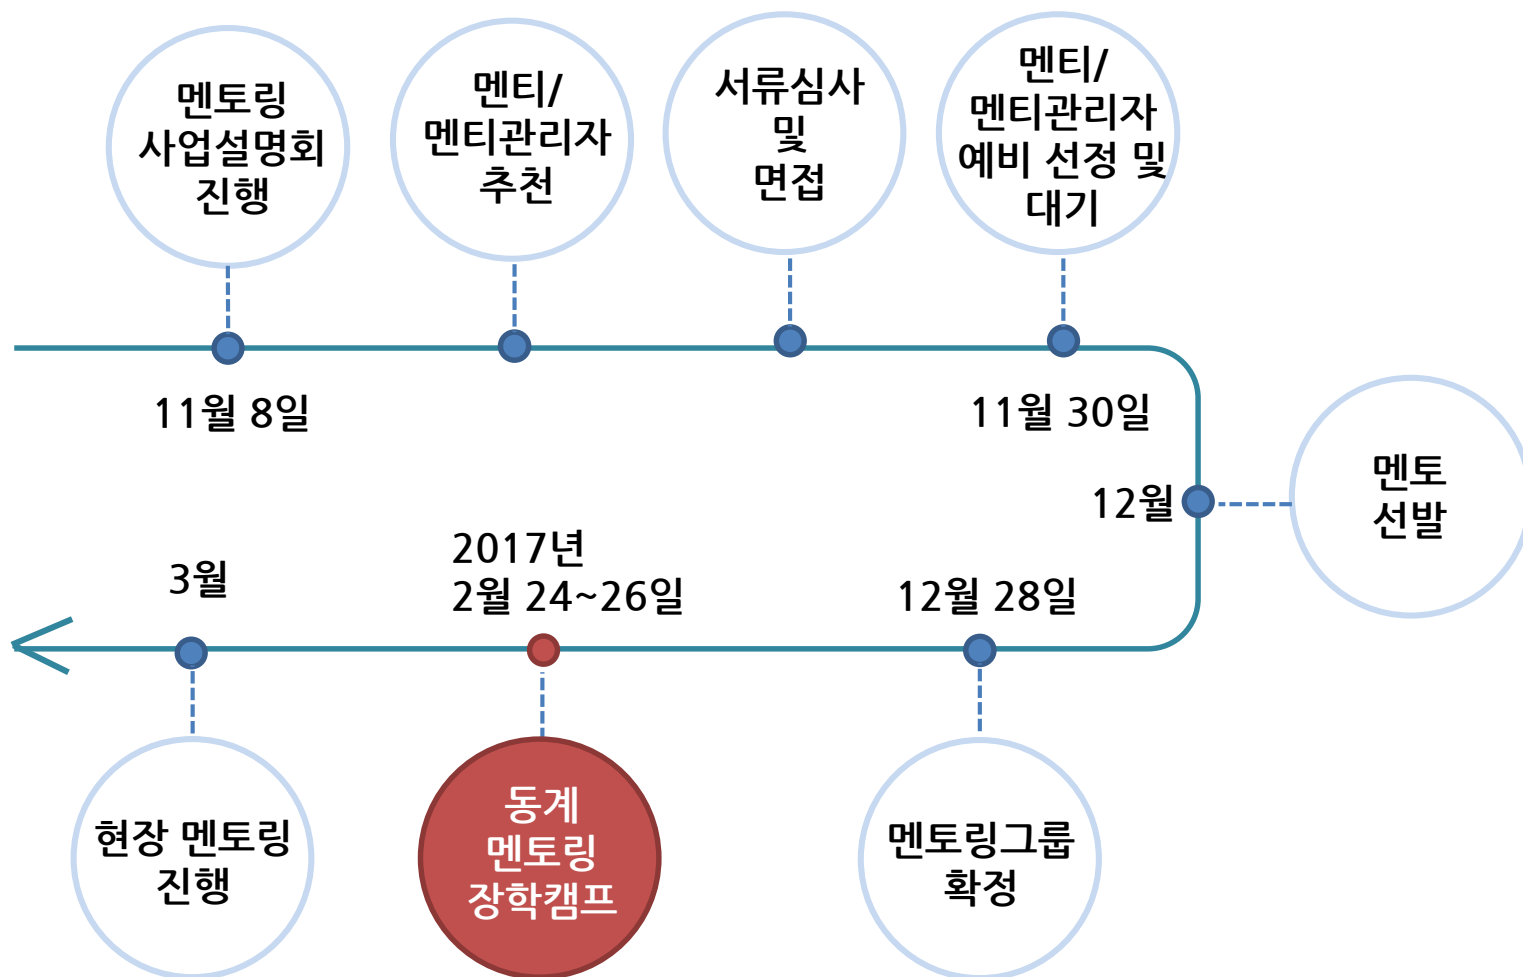 멘토링
사업설명회
진행
멘티/
멘티관리자
추천
서류심사
및
면접
멘티/
멘티관리자
예비 선정 및
대기
11월 8일
11월 30일
12월
멘토
선발
3월
2017년
2월 24~26일
12월 28일
현장 멘토링
진행
동계
멘토링
장학캠프
멘토링그룹
확정